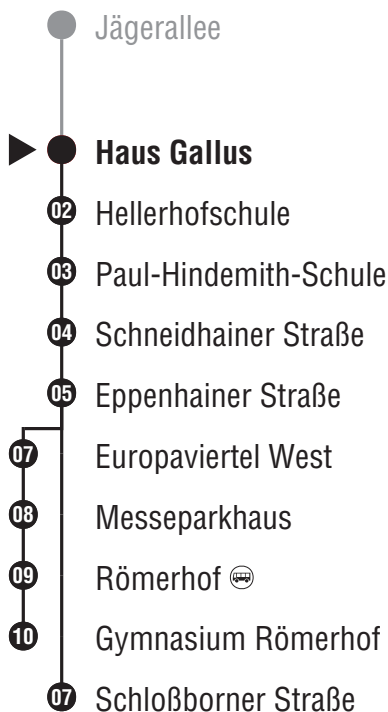 Jägerallee
Haus Gallus
02 Hellerhofschule
03 Paul-Hindemith-Schule
04 Schneidhainer Straße
05 Eppenhainer Straße
07 Europaviertel West
08 Messeparkhaus
09 Römerhof
10 Gymnasium Römerhof
07 Schloßborner Straße